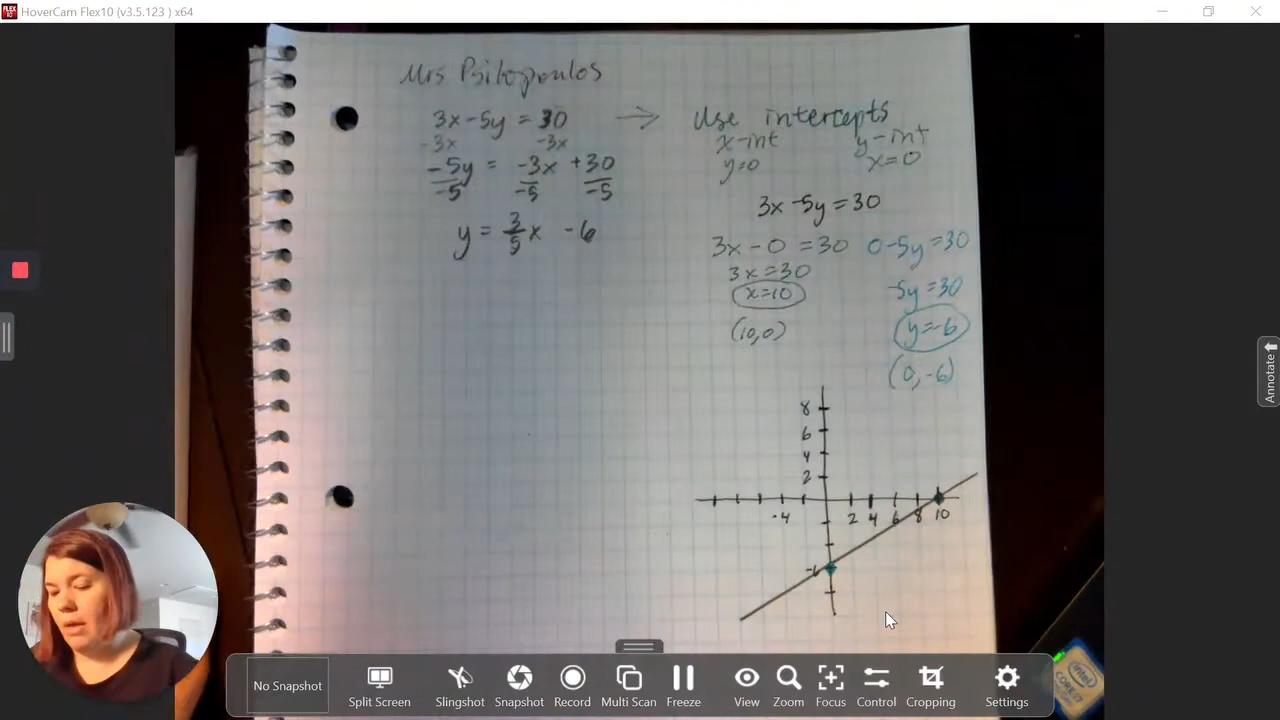 HoverCam Flex10 (v3.5.123 ) x64
Mrs Psilopoulos
3x-5y = 30
-3x -3x
-5y = -3x +30
-5 -5 -5
y = 3/5 x -6
→ Use intercepts
x-int y-int
y=0 x=0
3x-5y=30
3x-0=30
3x=30
x=10
(10,0)
0-5y=30
-5y=30
y=-6
(0,-6)
8
6
4
2
-4 2 4 6 8 10
-6
Annotate
No Snapshot
Split Screen
Slingshot
Snapshot
Record
Multi Scan
Freeze
View
Zoom
Focus
Control
Cropping
Settings
intel